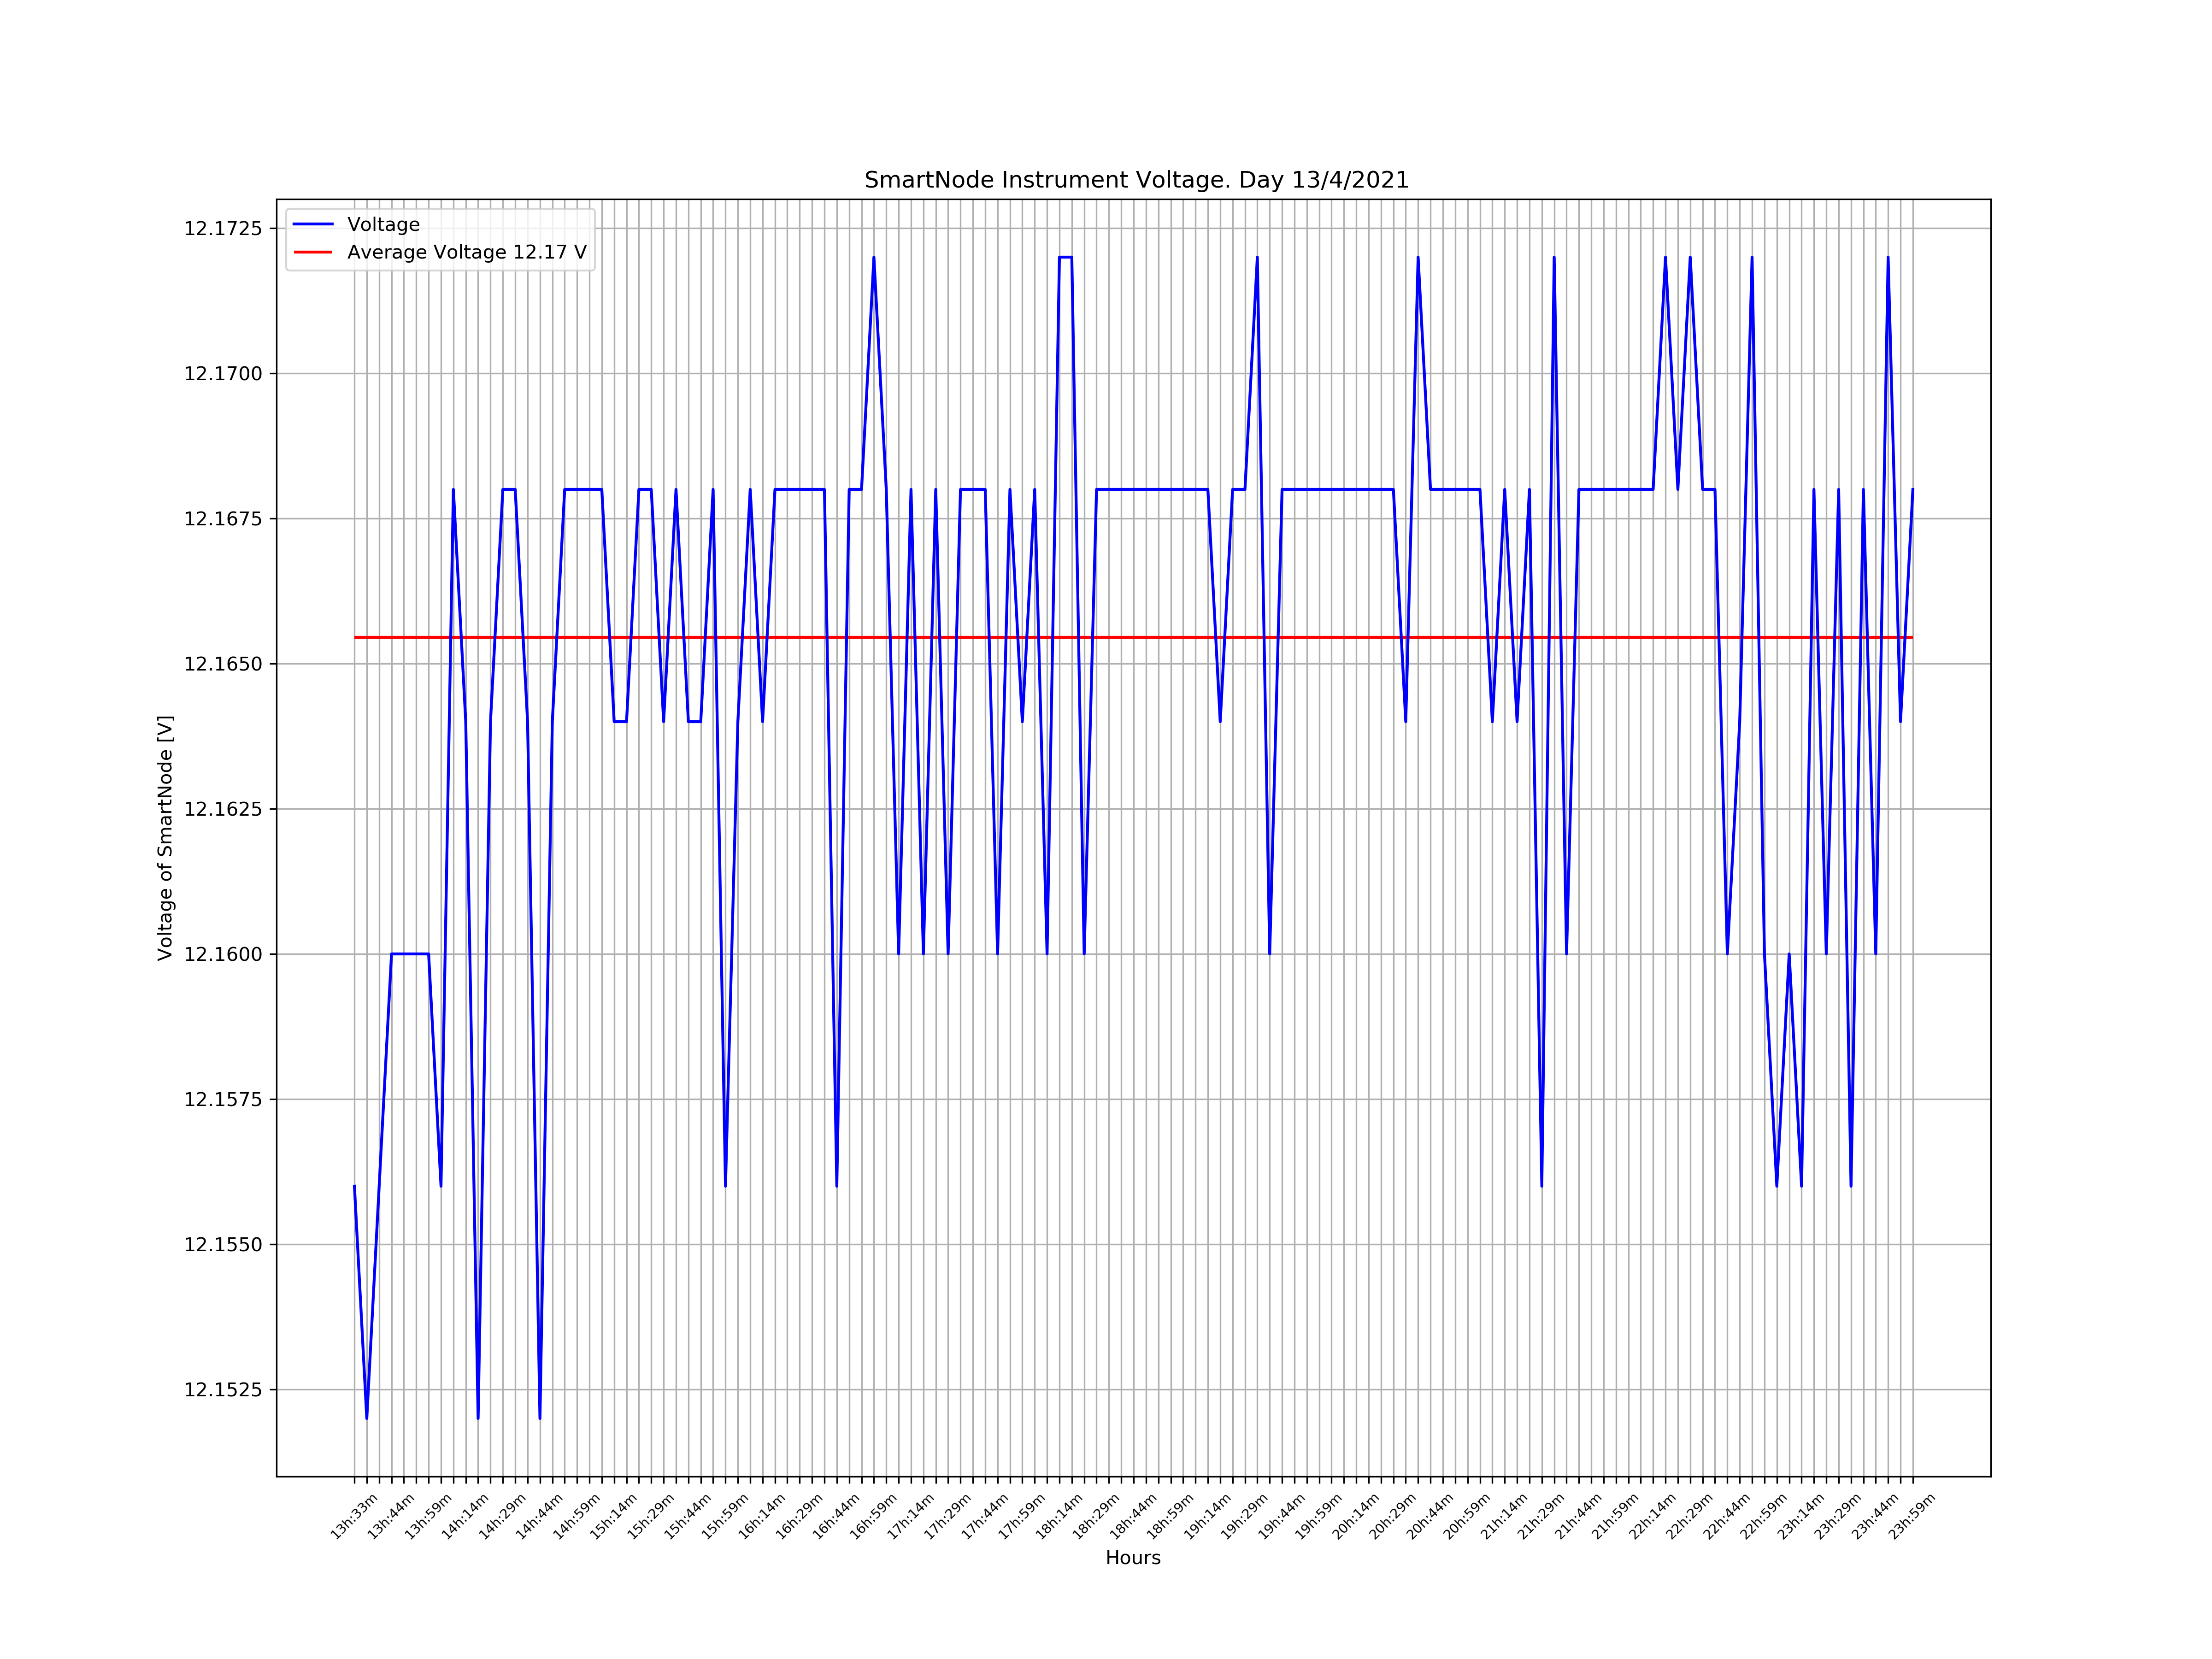 SmartNode Instrument Voltage. Day 13/4/2021
Voltage
Average Voltage 12.17 V
12.1725
12.1700
12.1675
12.1650
12.1625
12.1600
12.1575
12.1550
12.1525
Voltage of SmartNode [V]
13h:33m
13h:44m
13h:59m
14h:14m
14h:29m
14h:44m
14h:59m
15h:14m
15h:29m
15h:44m
15h:59m
16h:14m
16h:29m
16h:44m
16h:59m
17h:14m
17h:29m
17h:44m
17h:59m
18h:14m
18h:29m
18h:44m
18h:59m
19h:14m
19h:29m
19h:44m
19h:59m
20h:14m
20h:29m
20h:44m
20h:59m
21h:14m
21h:29m
21h:44m
21h:59m
22h:14m
22h:29m
22h:44m
22h:59m
23h:14m
23h:29m
23h:44m
23h:59m
Hours